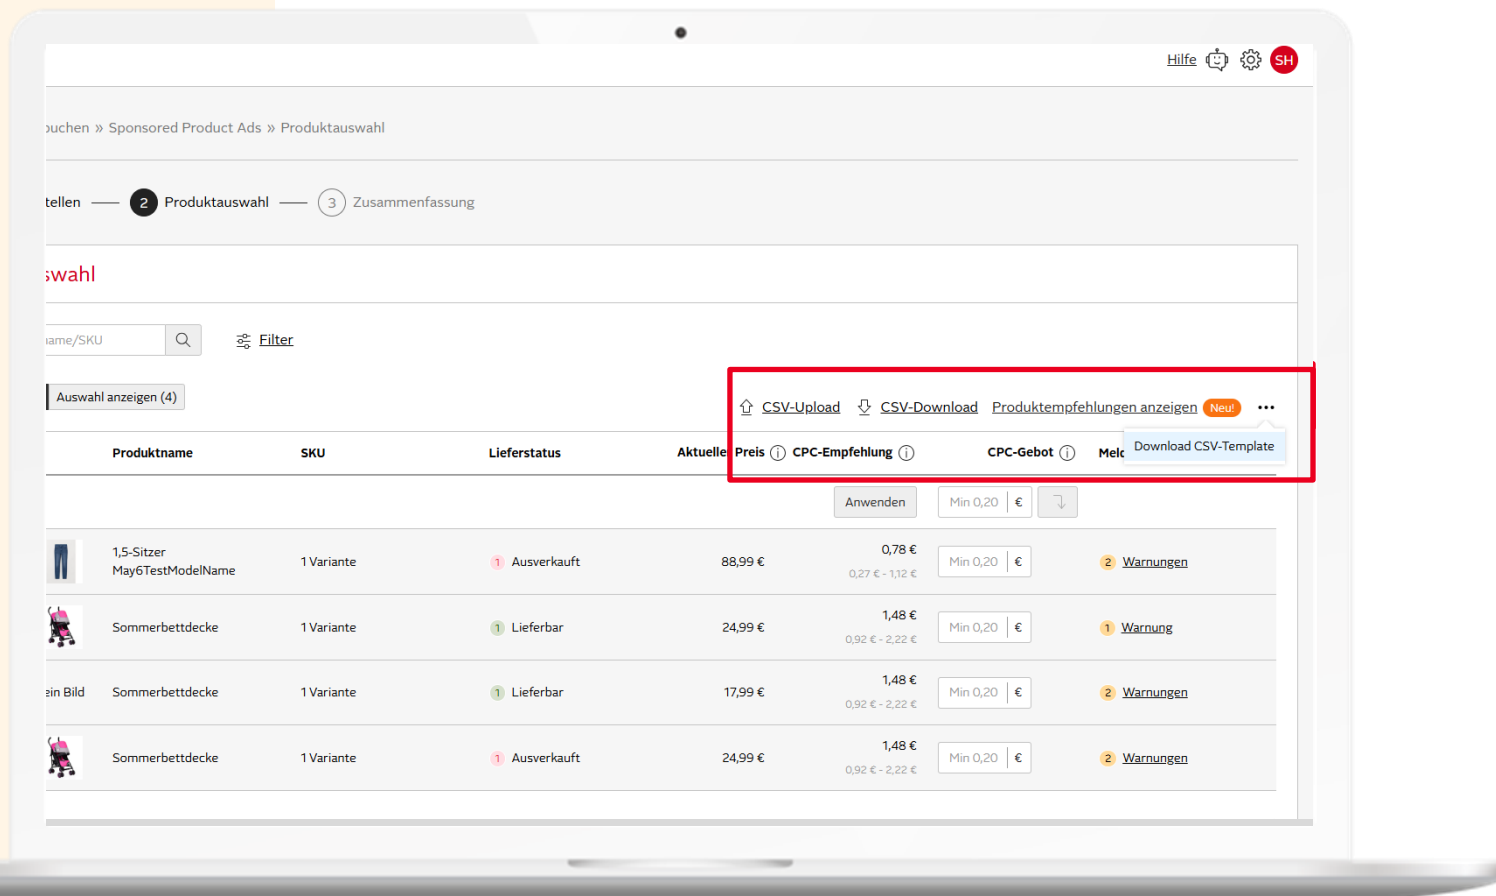 Hilfe SH
buchen » Sponsored Product Ads » Produktauswahl
tellen 2 Produktauswahl 3 Zusammenfassung
swahl
name/SKU Filter
Auswahl anzeigen (4) CSV-Upload CSV-Download Produktempfehlungen anzeigen Neu! •••
Download CSV-Template
Produktname SKU Lieferstatus Aktueller Preis CPC-Empfehlung CPC-Gebot Meld
Anwenden Min 0,20 €
1,5-Sitzer
May6TestModelName 1 Variante 1 Ausverkauft 88,99 € 0,78 € Min 0,20 € 2 Warnungen
0,27 € - 1,12 €
Sommerbettdecke 1 Variante 1 Lieferbar 24,99 € 1,48 € Min 0,20 € 1 Warnung
0,92 € - 2,22 €
ein Bild Sommerbettdecke 1 Variante 1 Lieferbar 17,99 € 1,48 € Min 0,20 € 2 Warnungen
0,92 € - 2,22 €
Sommerbettdecke 1 Variante 1 Ausverkauft 24,99 € 1,48 € Min 0,20 € 2 Warnungen
0,92 € - 2,22 €